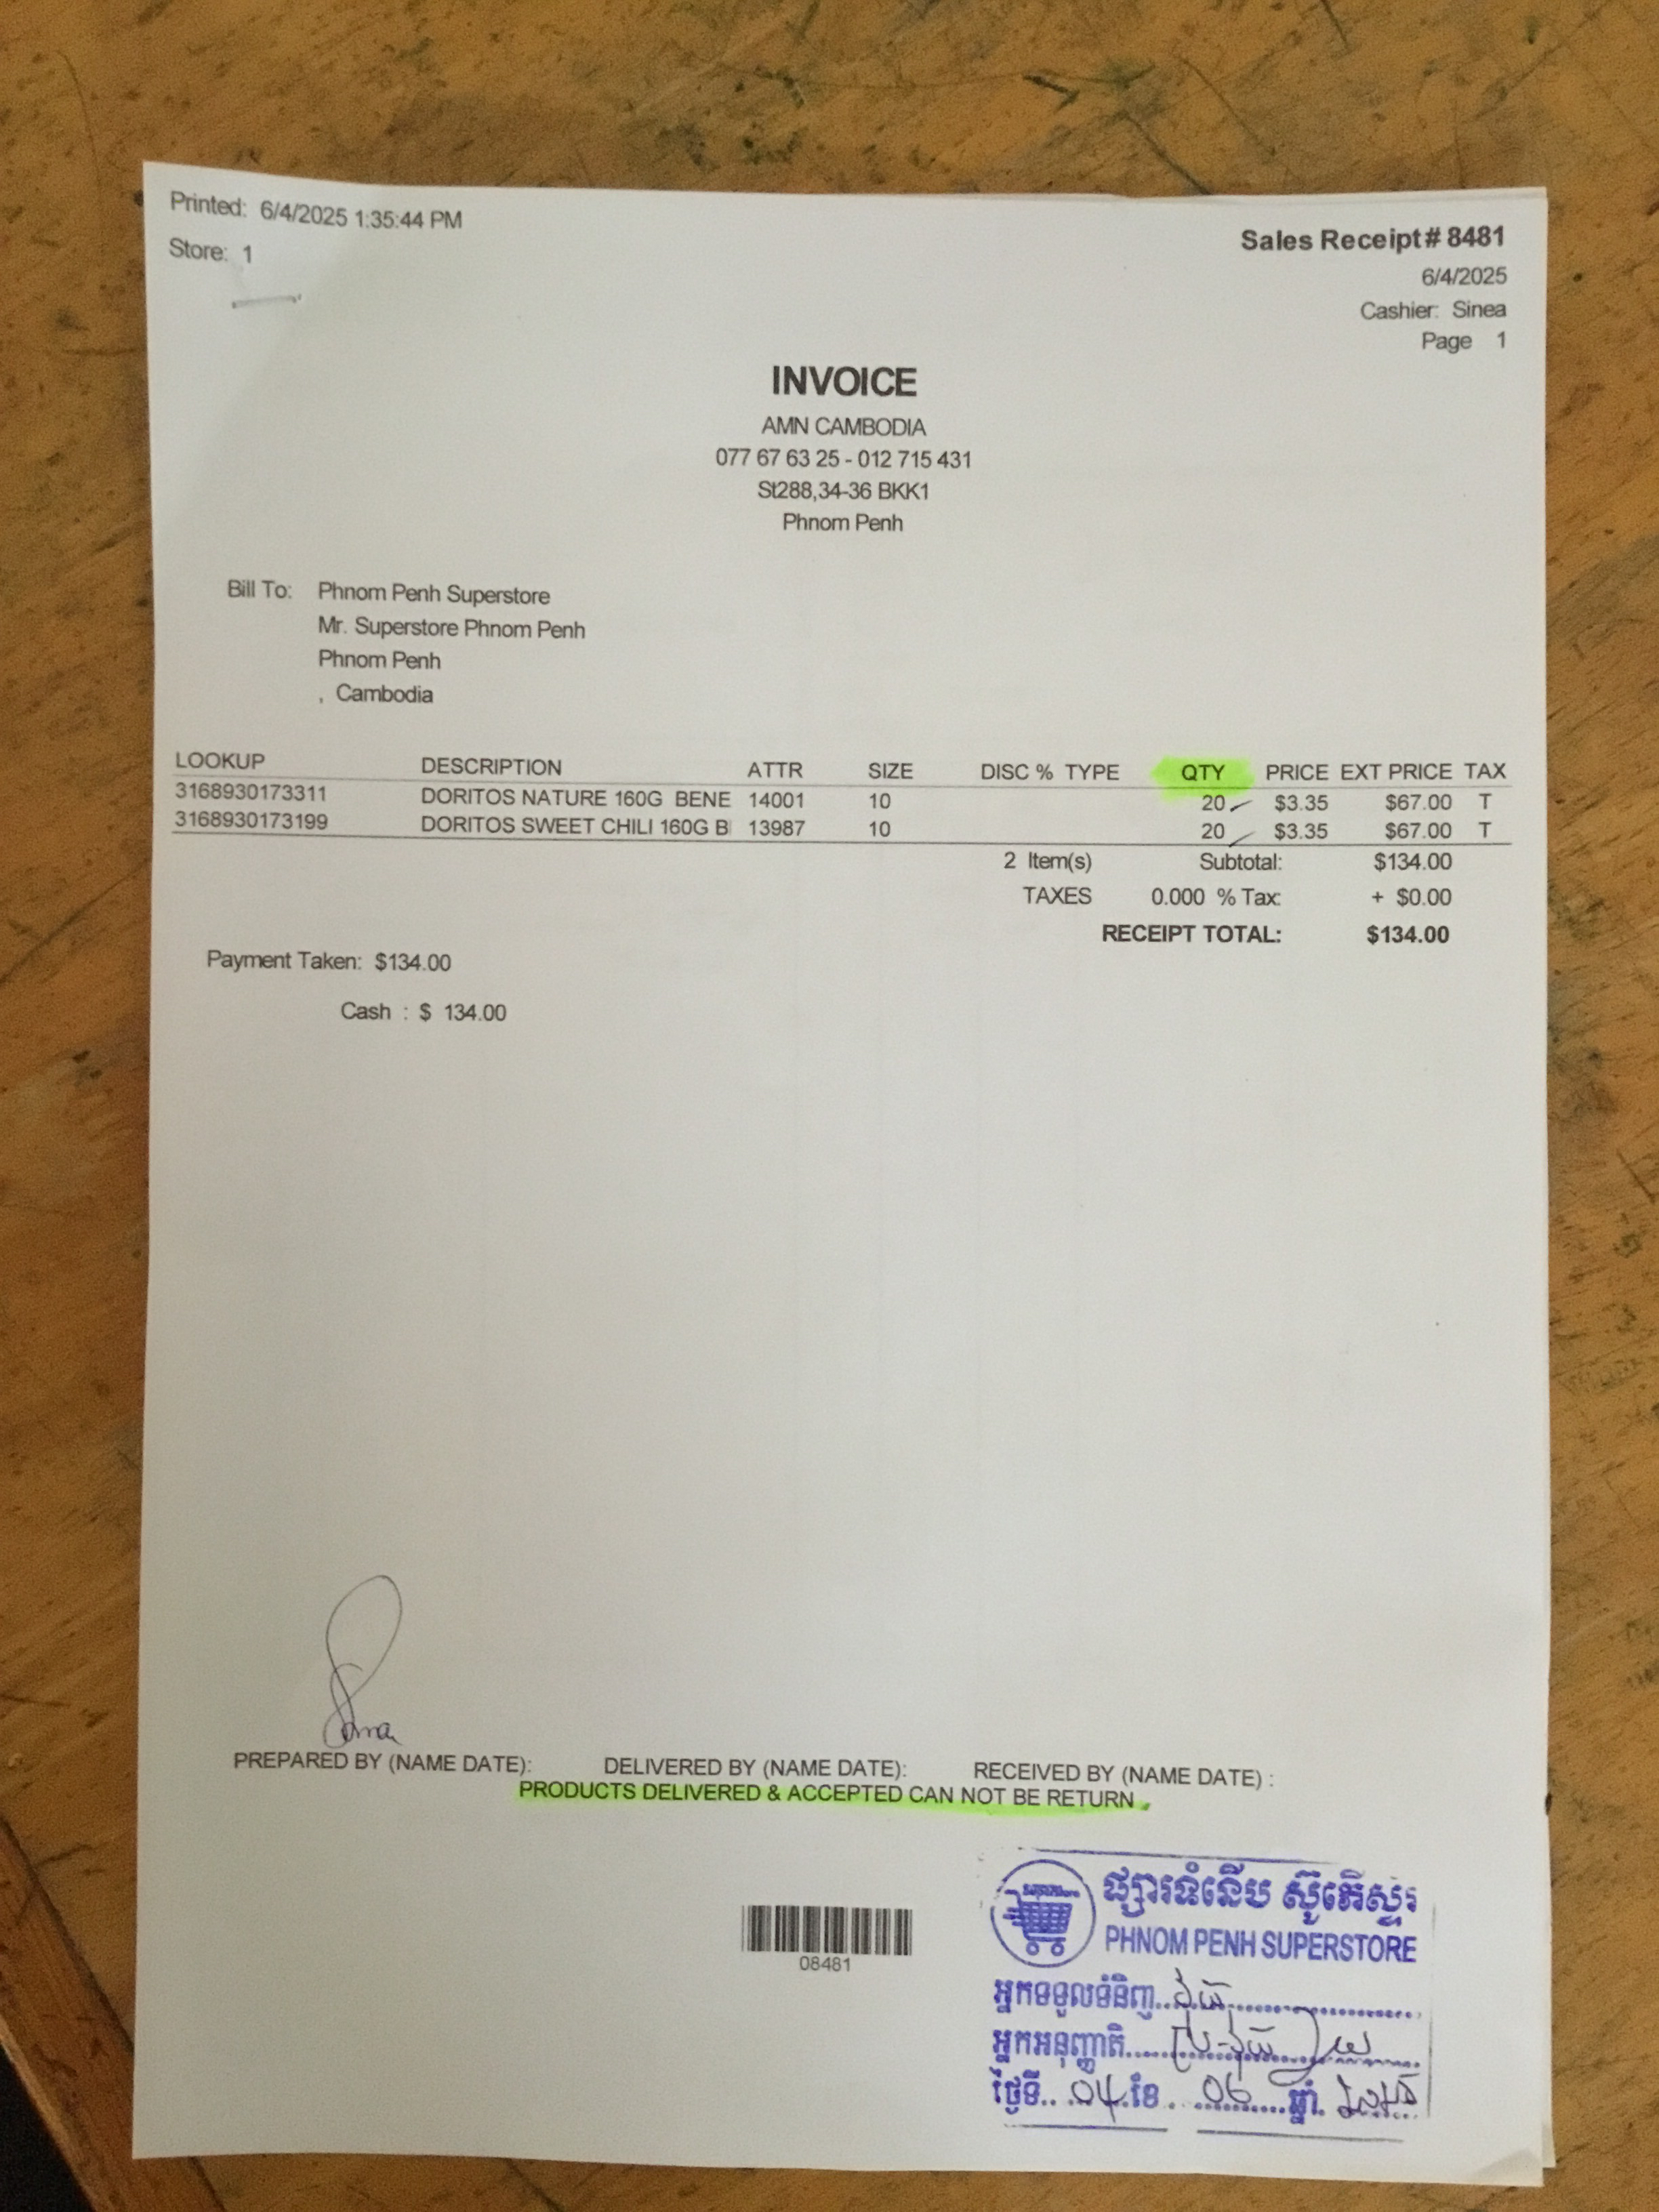 Printed: 6/4/2025 1:35:44 PM
Store: 1
Sales Receipt # 8481
6/4/2025
Cashier: Sinea
Page 1
INVOICE
AMN CAMBODIA
077 67 63 25 - 012 715 431
St288,34-36 BKK1
Phnom Penh
Bill To: Phnom Penh Superstore
Mr. Superstore Phnom Penh
Phnom Penh
, Cambodia
LOOKUP DESCRIPTION ATTR SIZE DISC % TYPE QTY PRICE EXT PRICE TAX
3168930173311 DORITOS NATURE 160G BENE 14001 10 20 $3.35 $67.00 T
3168930173199 DORITOS SWEET CHILI 160G B 13987 10 20 $3.35 $67.00 T
2 Item(s) Subtotal: $134.00
TAXES 0.000 % Tax: + $0.00
RECEIPT TOTAL: $134.00
Payment Taken: $134.00
Cash : $ 134.00
PREPARED BY (NAME DATE): DELIVERED BY (NAME DATE): RECEIVED BY (NAME DATE) :
PRODUCTS DELIVERED & ACCEPTED CAN NOT BE RETURN
08481
ផ្សារទំនើប ស៊ូភើស្ទ័រ
PHNOM PENH SUPERSTORE
អ្នកទទួលទំនិញ
អ្នកអនុញ្ញាតិ
ថ្ងៃទី 04 ខែ 06 ឆ្នាំ